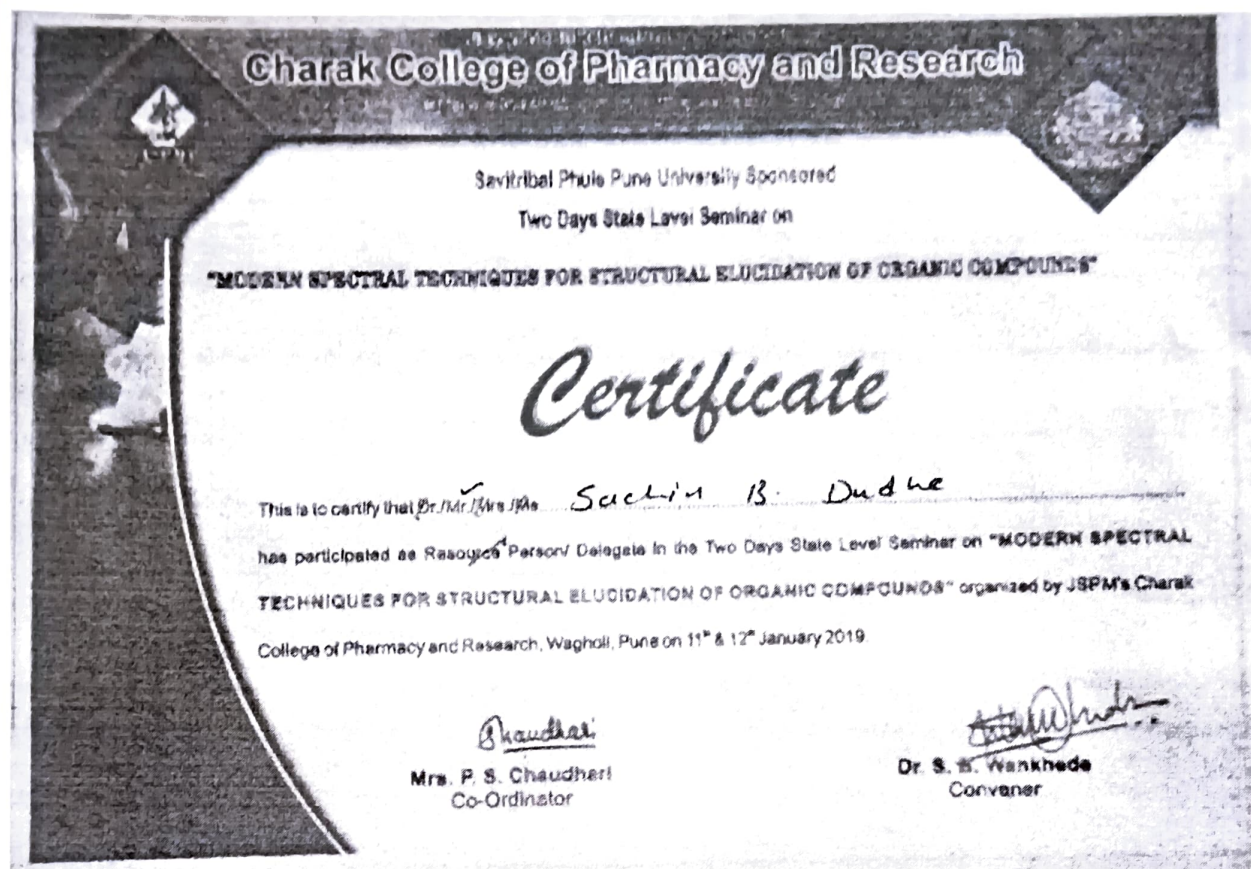 Charak College of Pharmacy and Research
Savitribai Phule Pune University Sponsored
Two Days State Level Seminar on
"MODERN SPECTRAL TECHNIQUES FOR STRUCTURAL ELUCIDATION OF ORGANIC COMPOUNDS"
Certificate
This is to certify that Dr./Mr./Mrs./Ms. Sachin B. Dudhe
has participated as Resource Person/ Delegate in the Two Days State Level Seminar on "MODERN SPECTRAL
TECHNIQUES FOR STRUCTURAL ELUCIDATION OF ORGANIC COMPOUNDS" organized by JSPM's Charak
College of Pharmacy and Research, Wagholi, Pune on 11th & 12th January 2019.
Chaudhari
Mrs. P. S. Chaudhari
Co-Ordinator
Dr. S. B. Wankhede
Convener